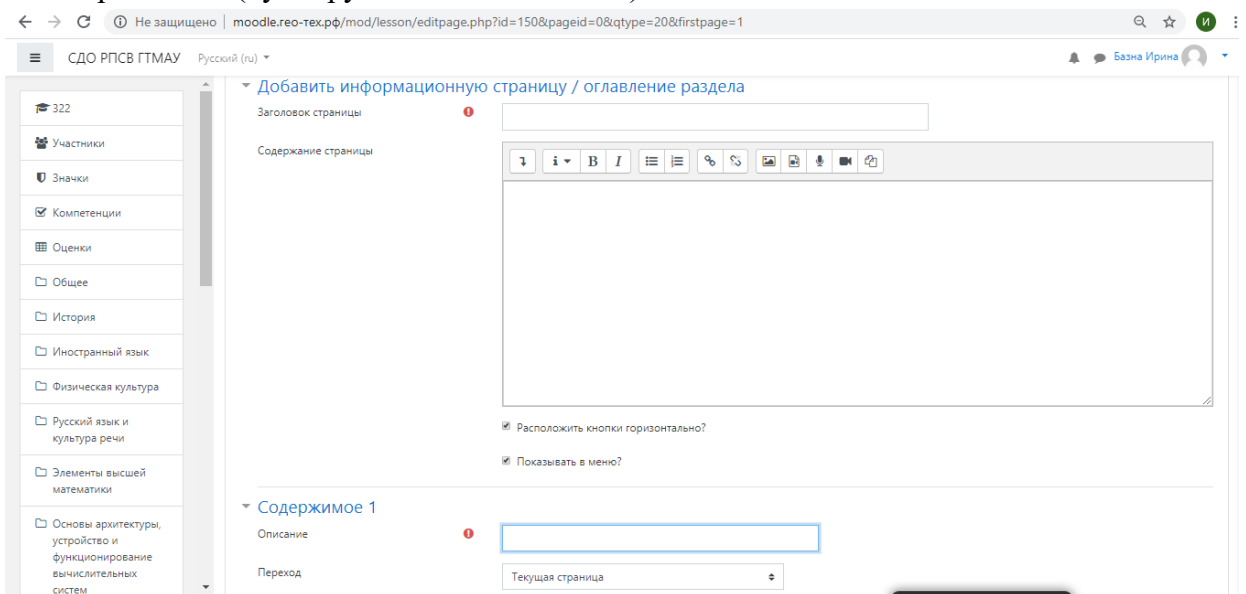 Не защищено | moodle.гео-тех.рф/mod/lesson/editpage.php?id=150&pageid=0&qtype=20&firstpage=1
И
СДО РПСВ ГТМАУ Русский (ru)
Базна Ирина
322
Участники
Значки
Компетенции
Оценки
Общее
История
Иностранный язык
Физическая культура
Русский язык и
культура речи
Элементы высшей
математики
Основы архитектуры,
устройство и
функционирование
вычислительных
систем
Добавить информационную страницу / оглавление раздела
Заголовок страницы
Содержание страницы
i B I
Расположить кнопки горизонтально?
Показывать в меню?
Содержимое 1
Описание
Переход
Текущая страница